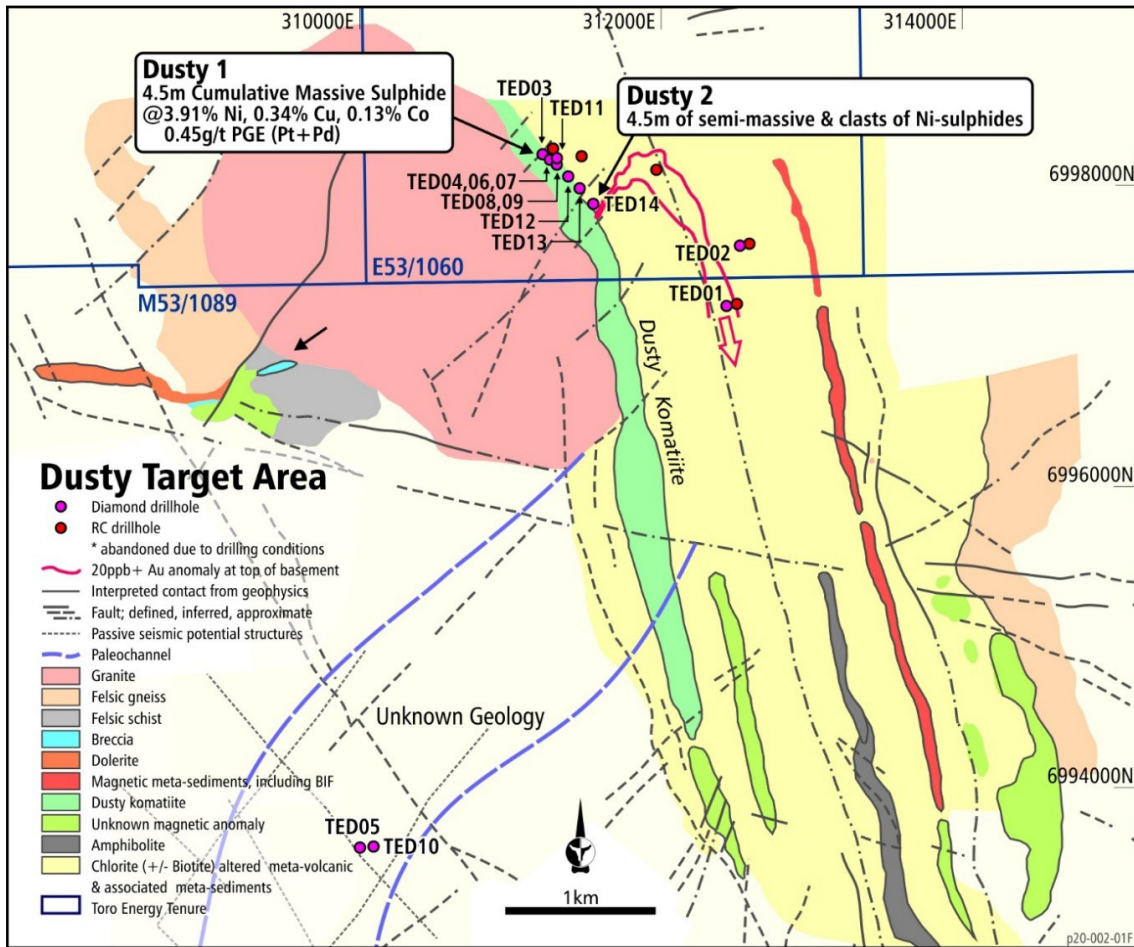 310000E
312000E
314000E
Dusty 1
4.5m Cumulative Massive Sulphide
@3.91% Ni, 0.34% Cu, 0.13% Co
0.45g/t PGE (Pt+Pd)
TED03
TED11
Dusty 2
4.5m of semi-massive & clasts of Ni-sulphides
6998000N
TED04,06,07
TED08,09
TED12
TED13
TED14
TED02
E53/1060
M53/1089
TED01
Dusty Komatiite
6996000N
Dusty Target Area
Diamond drillhole
RC drillhole
* abandoned due to drilling conditions
20ppb+ Au anomaly at top of basement
Interpreted contact from geophysics
Fault; defined, inferred, approximate
Passive seismic potential structures
Paleochannel
Granite
Felsic gneiss
Felsic schist
Breccia
Dolerite
Magnetic meta-sediments, including BIF
Dusty komatiite
Unknown magnetic anomaly
Amphibolite
Chlorite (+/- Biotite) altered meta-volcanic
& associated meta-sediments
Toro Energy Tenure
Unknown Geology
6994000N
TED05
TED10
1km
p20-002-01F